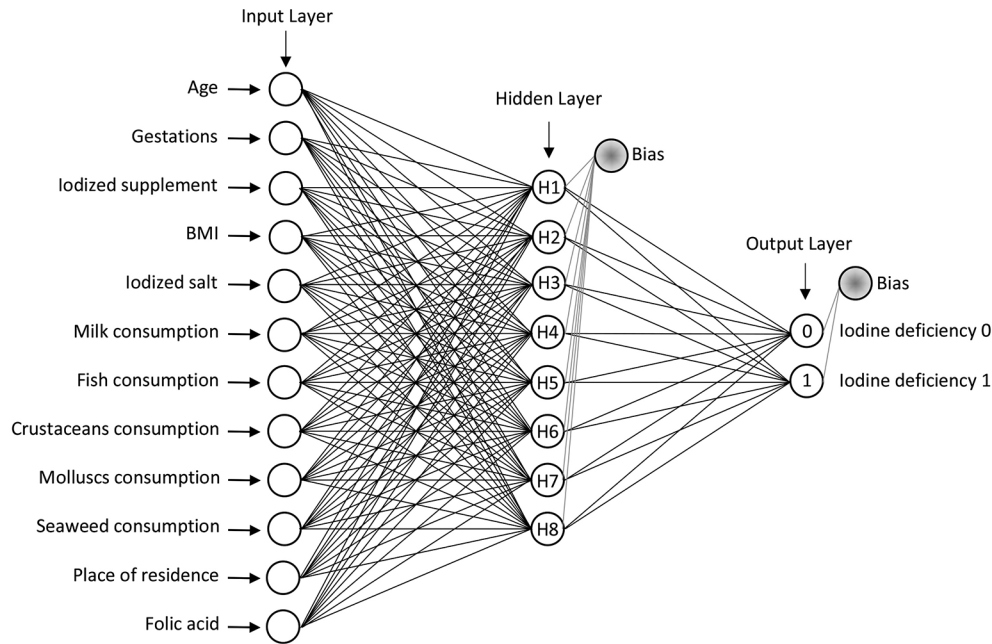 Input Layer
Age
Gestations
Iodized supplement
BMI
Iodized salt
Milk consumption
Fish consumption
Crustaceans consumption
Molluscs consumption
Seaweed consumption
Place of residence
Folic acid
Hidden Layer
Bias
H1
H2
H3
H4
H5
H6
H7
H8
Output Layer
Bias
0 Iodine deficiency 0
1 Iodine deficiency 1